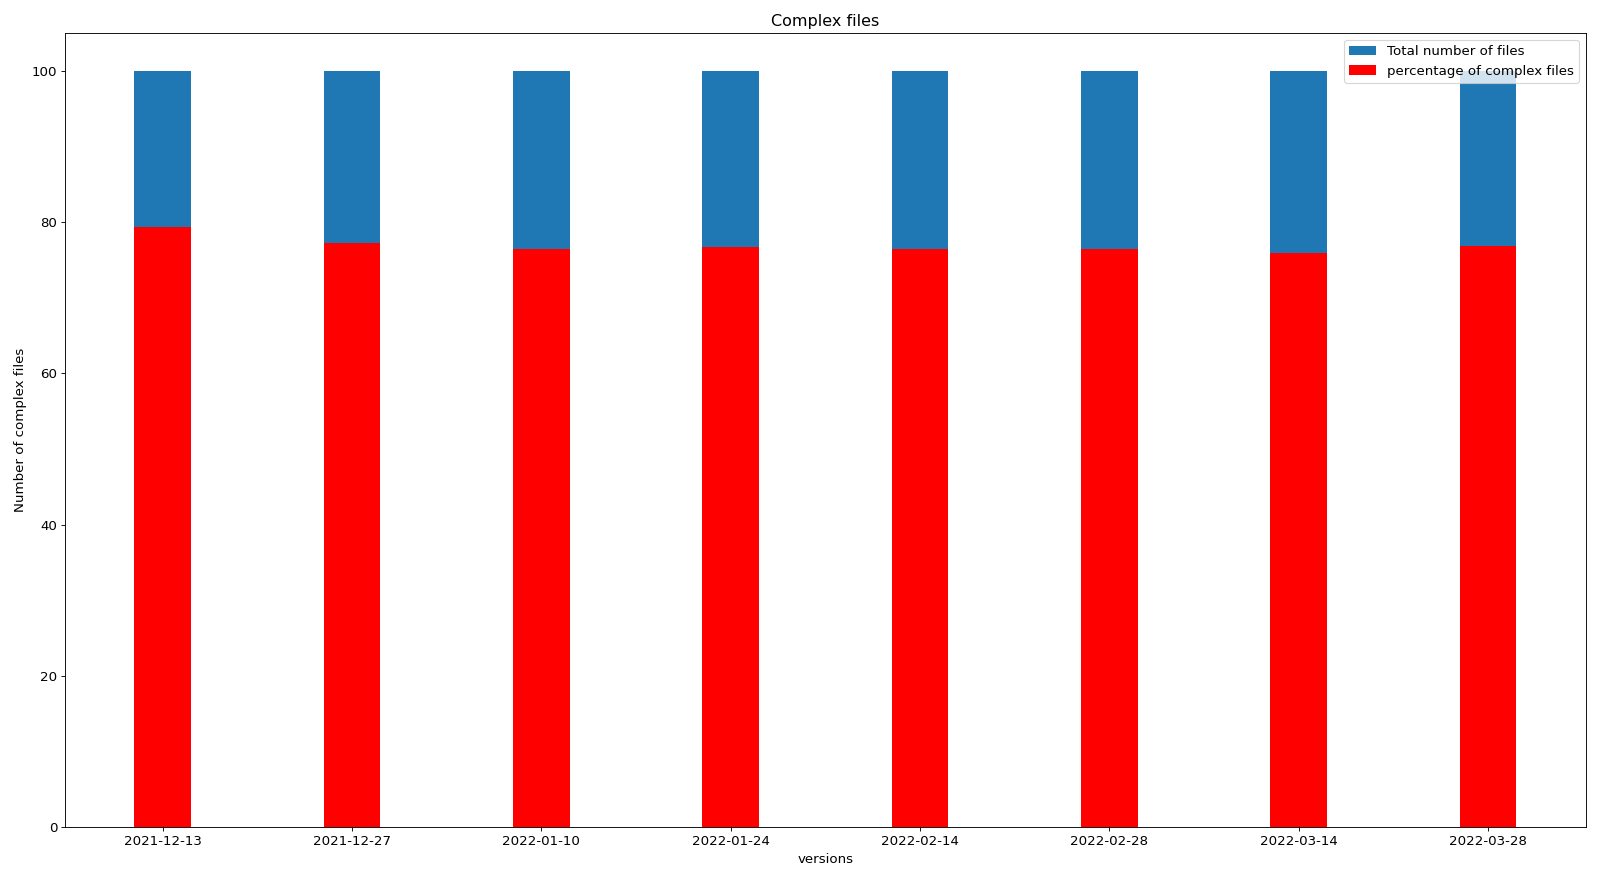 Complex files
Total number of files
percentage of complex files
Number of complex files
100
80
60
40
20
0
2021-12-13 2021-12-27 2022-01-10 2022-01-24 2022-02-14 2022-02-28 2022-03-14 2022-03-28
versions